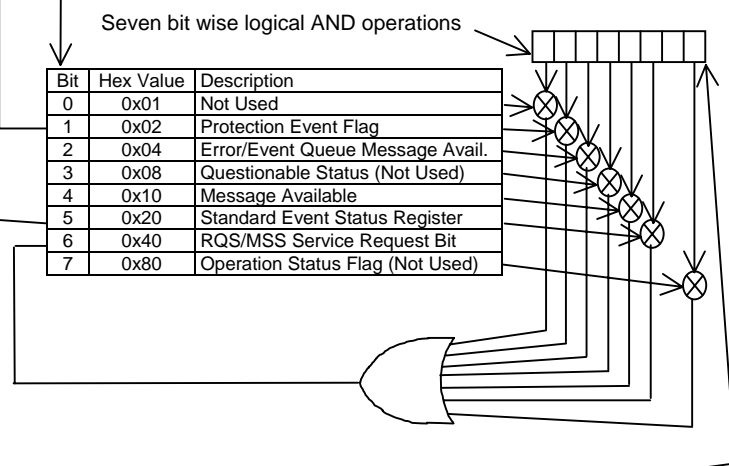 Seven bit wise logical AND operations
Bit Hex Value Description
0 0x01 Not Used
1 0x02 Protection Event Flag
2 0x04 Error/Event Queue Message Avail.
3 0x08 Questionable Status (Not Used)
4 0x10 Message Available
5 0x20 Standard Event Status Register
6 0x40 RQS/MSS Service Request Bit
7 0x80 Operation Status Flag (Not Used)